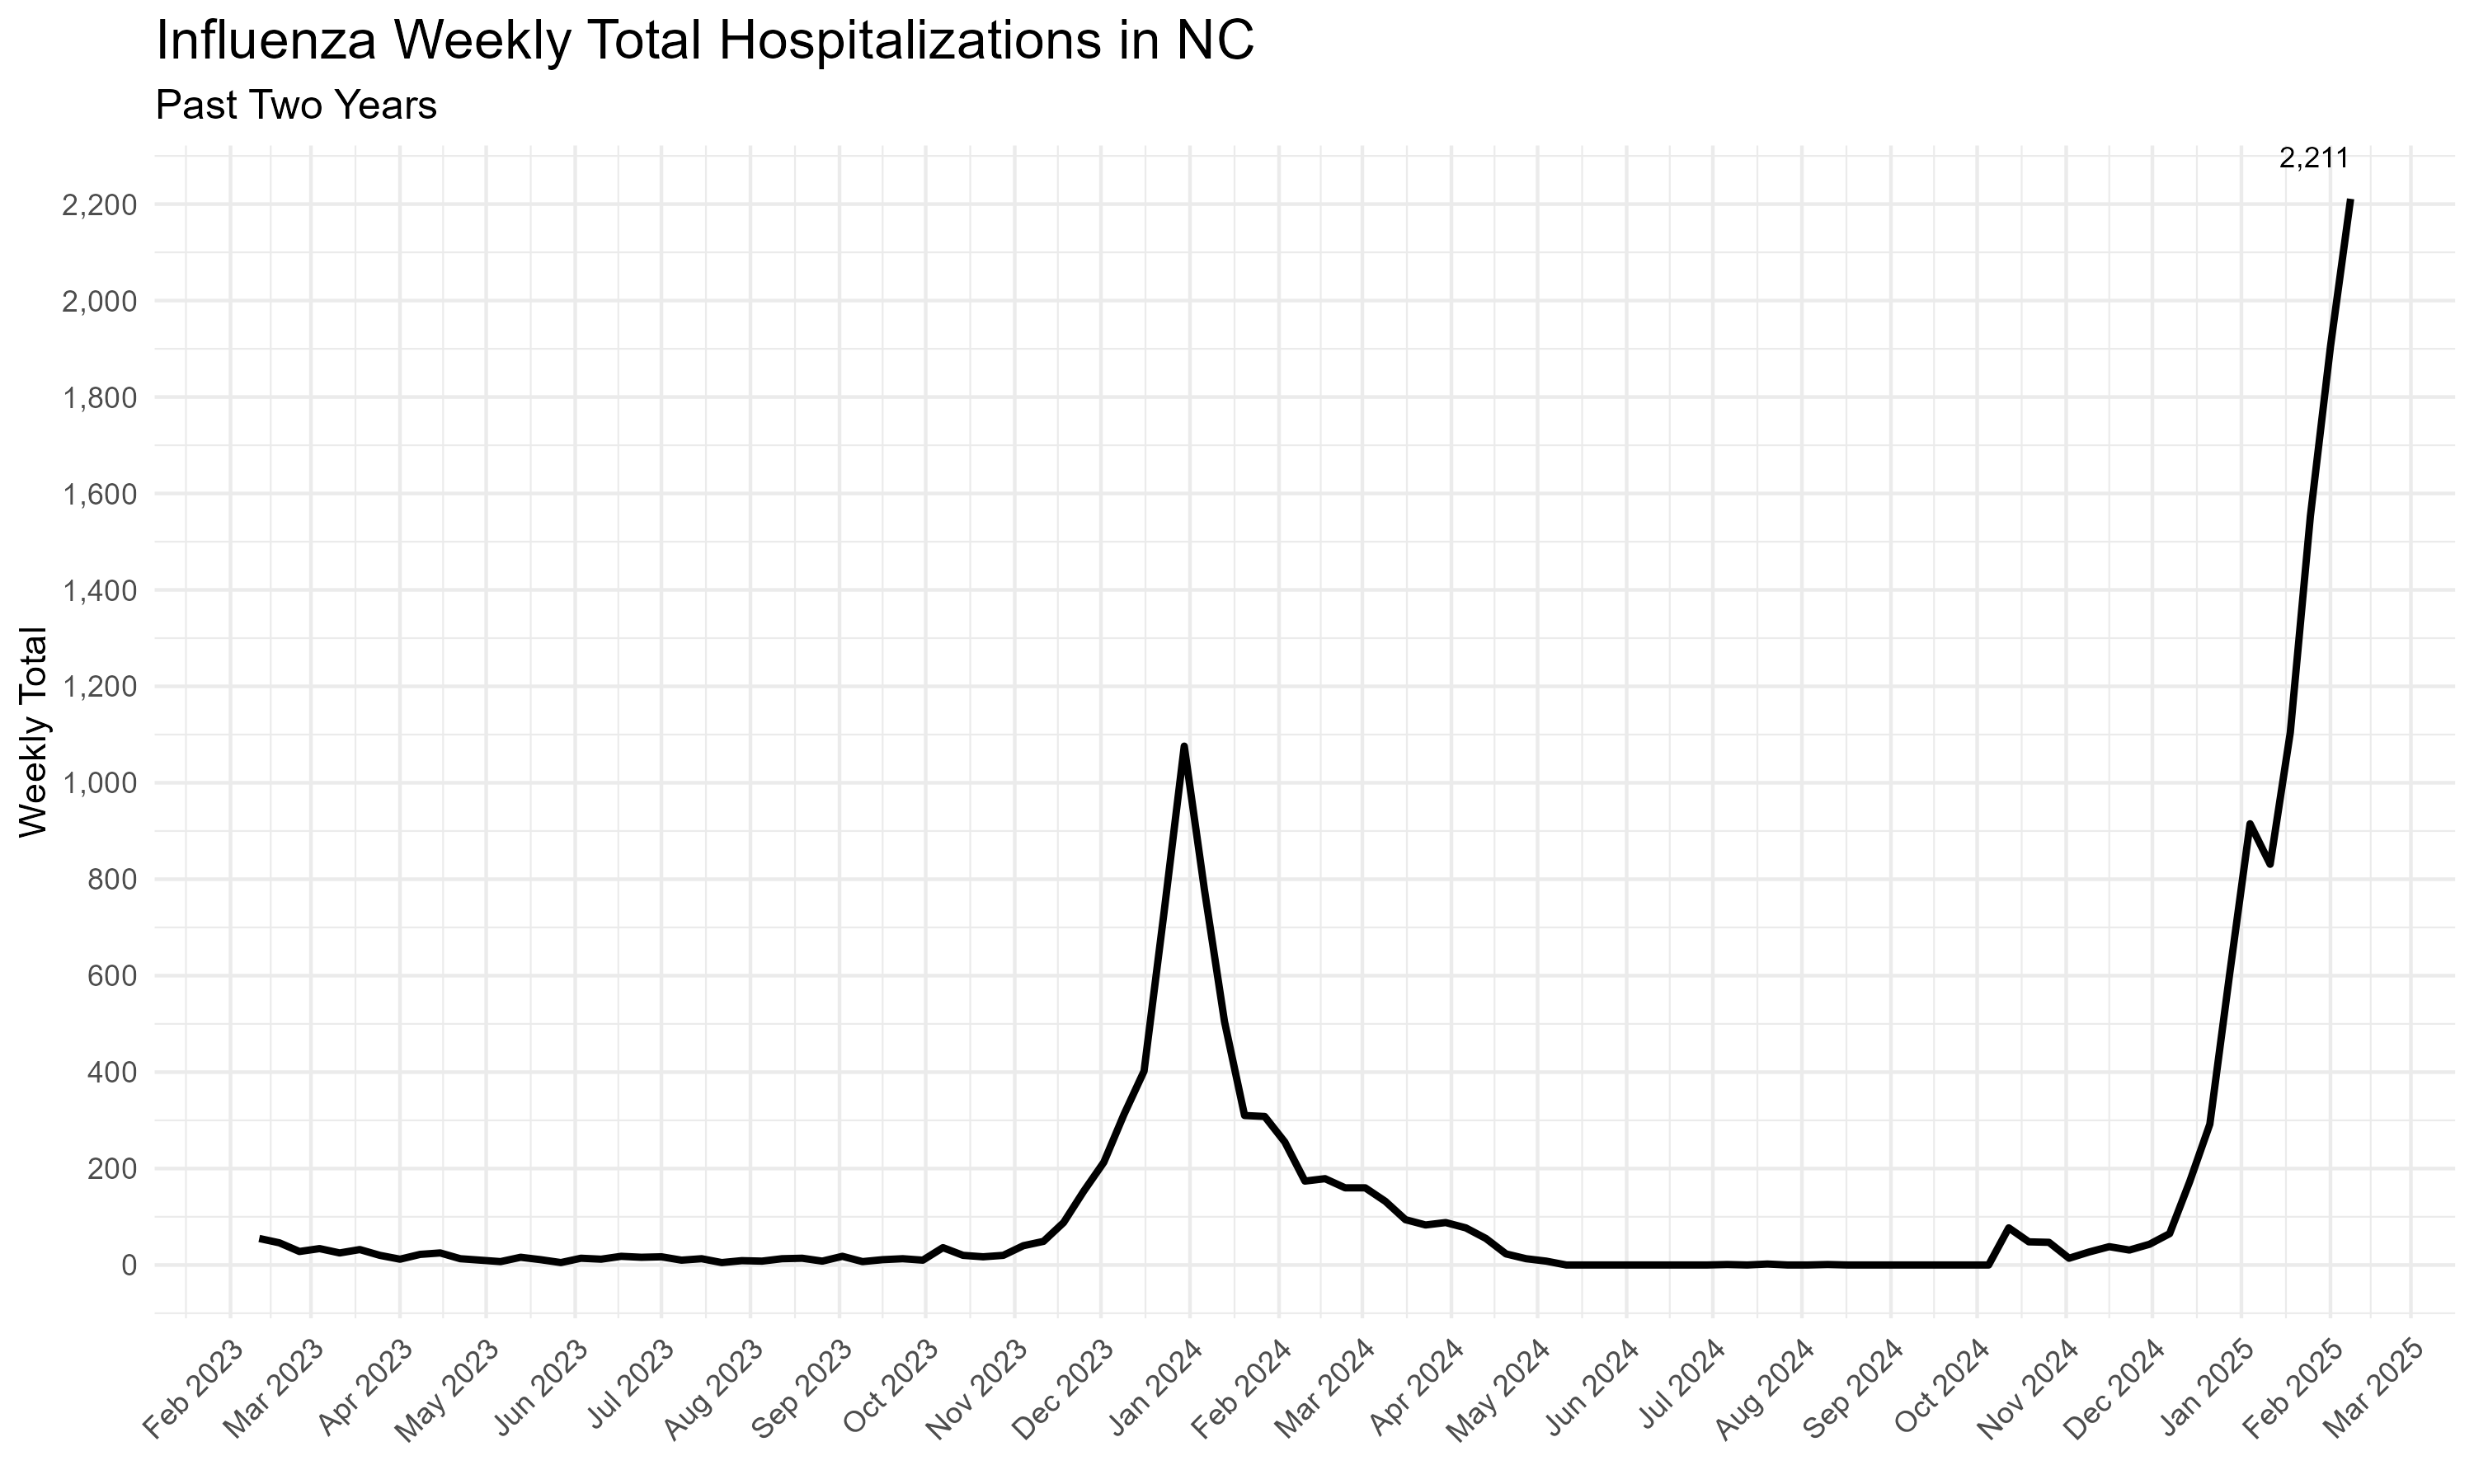 Influenza Weekly Total Hospitalizations in NC
Past Two Years
2,211
2,200
2,000
1,800
1,600
1,400
1,200
1,000
800
600
400
200
0
Weekly Total
Feb 2023
Mar 2023
Apr 2023
May 2023
Jun 2023
Jul 2023
Aug 2023
Sep 2023
Oct 2023
Nov 2023
Dec 2023
Jan 2024
Feb 2024
Mar 2024
Apr 2024
May 2024
Jun 2024
Jul 2024
Aug 2024
Sep 2024
Oct 2024
Nov 2024
Dec 2024
Jan 2025
Feb 2025
Mar 2025